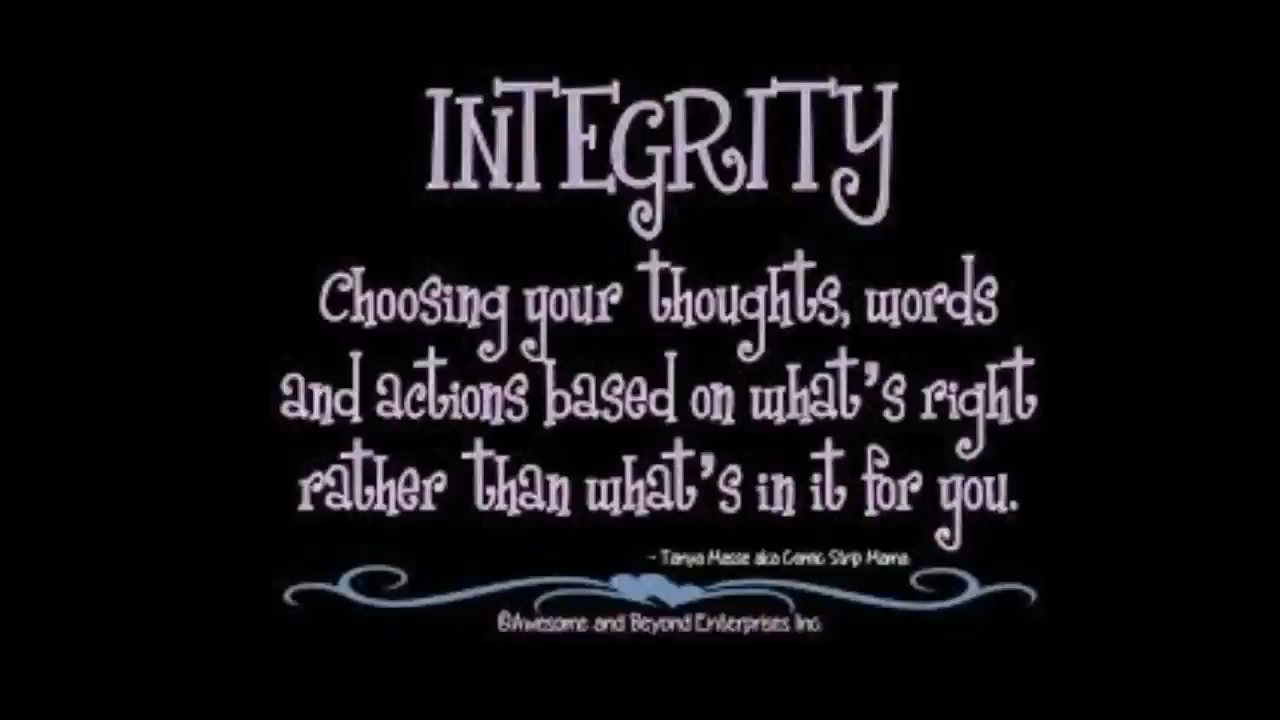 INTEGRITY
Choosing your thoughts, words
and actions based on what's right
rather than what's in it for you.
- Tanya Masse aka Comic Strip Mama
©Awesome and Beyond Enterprises Inc.